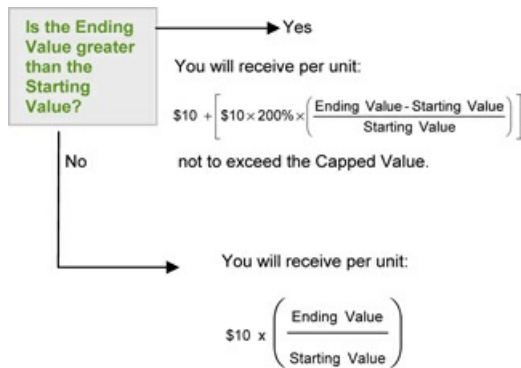 Is the Ending
Value greater
than the
Starting
Value?
Yes
You will receive per unit:
$10 + [ $10 × 200% × ( Ending Value - Starting Value / Starting Value ) ]
not to exceed the Capped Value.
No
You will receive per unit:
$10 x ( Ending Value / Starting Value )